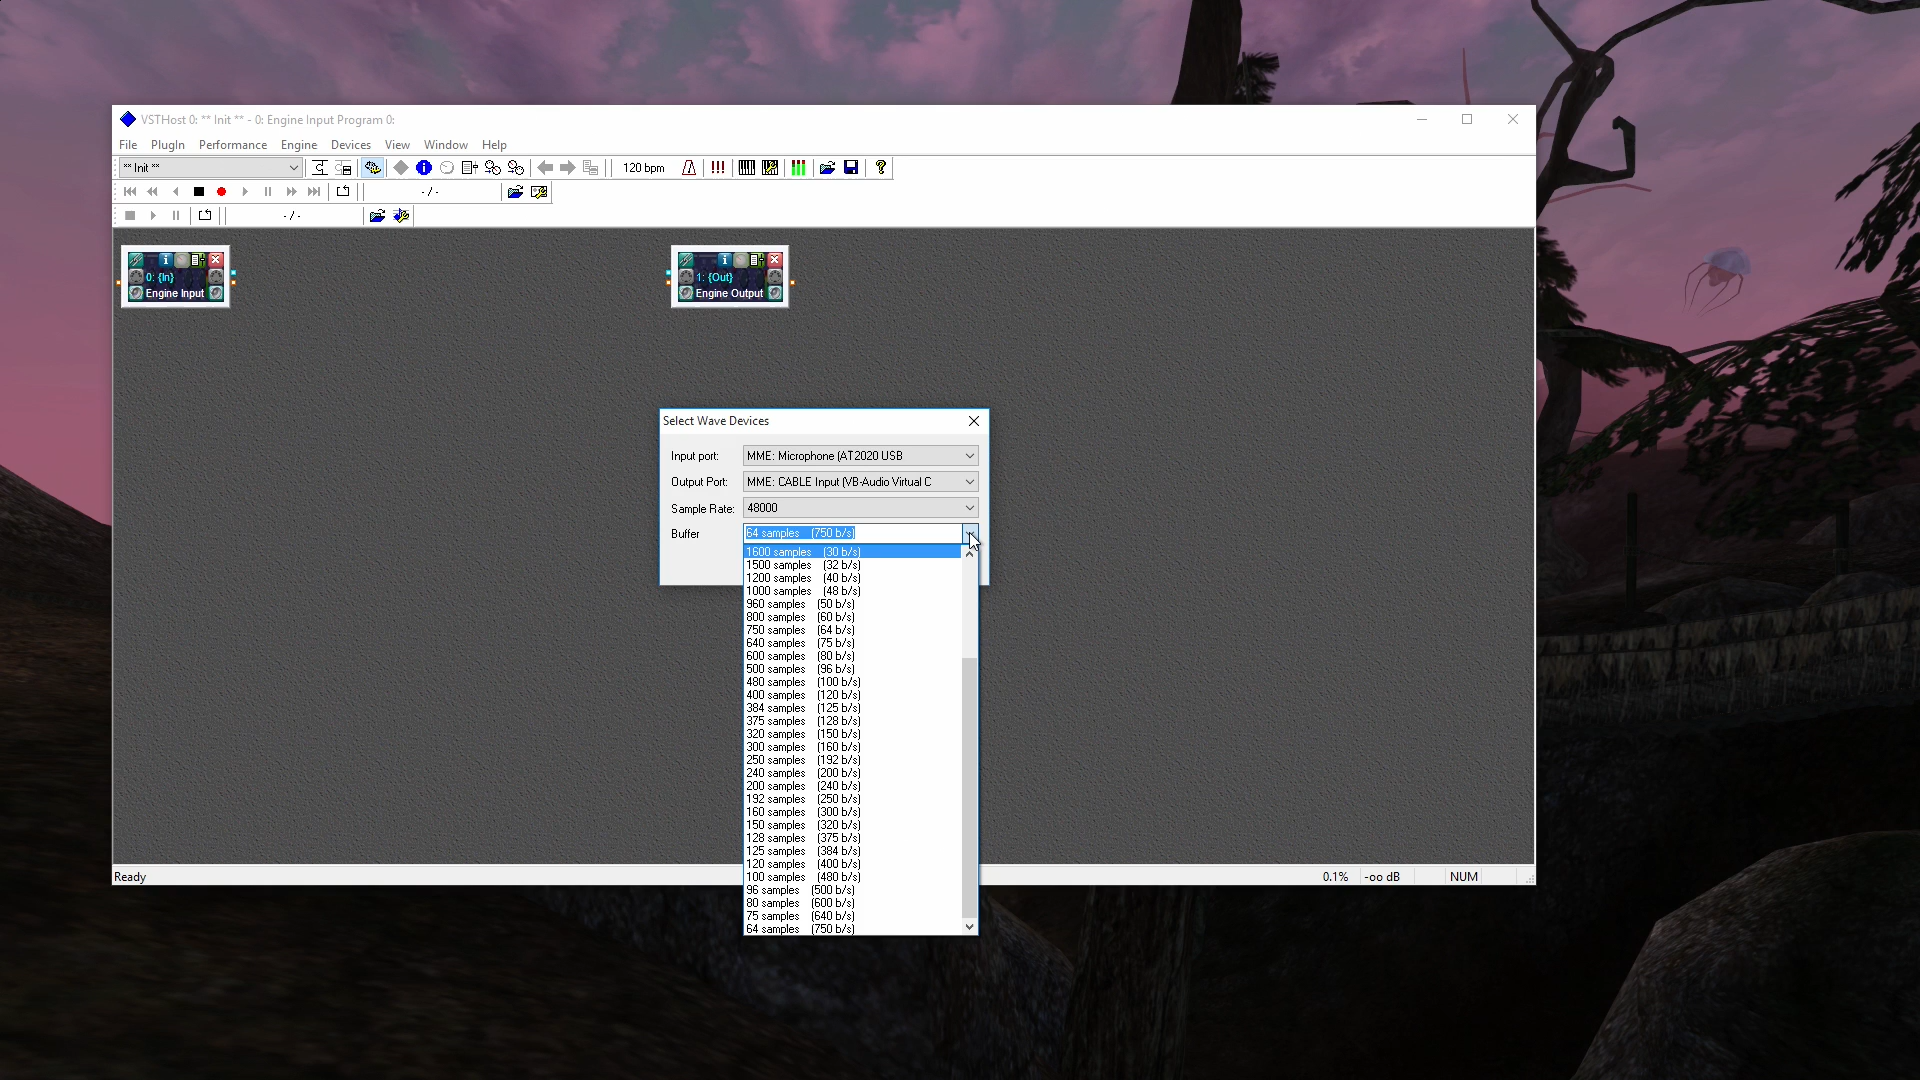 VSTHost 0: ** Init ** - 0: Engine Input Program 0:
File PlugIn Performance Engine Devices View Window Help
** Init **
120 bpm
- / -
- / -
0: {In}
Engine Input
1: {Out}
Engine Output
Select Wave Devices
Input port: MME: Microphone (AT2020 USB
Output Port: MME: CABLE Input (VB-Audio Virtual C
Sample Rate: 48000
Buffer 64 samples (750 b/s)
1600 samples (30 b/s)
1500 samples (32 b/s)
1200 samples (40 b/s)
1000 samples (48 b/s)
960 samples (50 b/s)
800 samples (60 b/s)
750 samples (64 b/s)
640 samples (75 b/s)
600 samples (80 b/s)
500 samples (96 b/s)
480 samples (100 b/s)
400 samples (120 b/s)
384 samples (125 b/s)
375 samples (128 b/s)
320 samples (150 b/s)
300 samples (160 b/s)
250 samples (192 b/s)
240 samples (200 b/s)
200 samples (240 b/s)
192 samples (250 b/s)
160 samples (300 b/s)
150 samples (320 b/s)
128 samples (375 b/s)
125 samples (384 b/s)
120 samples (400 b/s)
100 samples (480 b/s)
96 samples (500 b/s)
80 samples (600 b/s)
75 samples (640 b/s)
64 samples (750 b/s)
Ready
0.1% -oo dB NUM